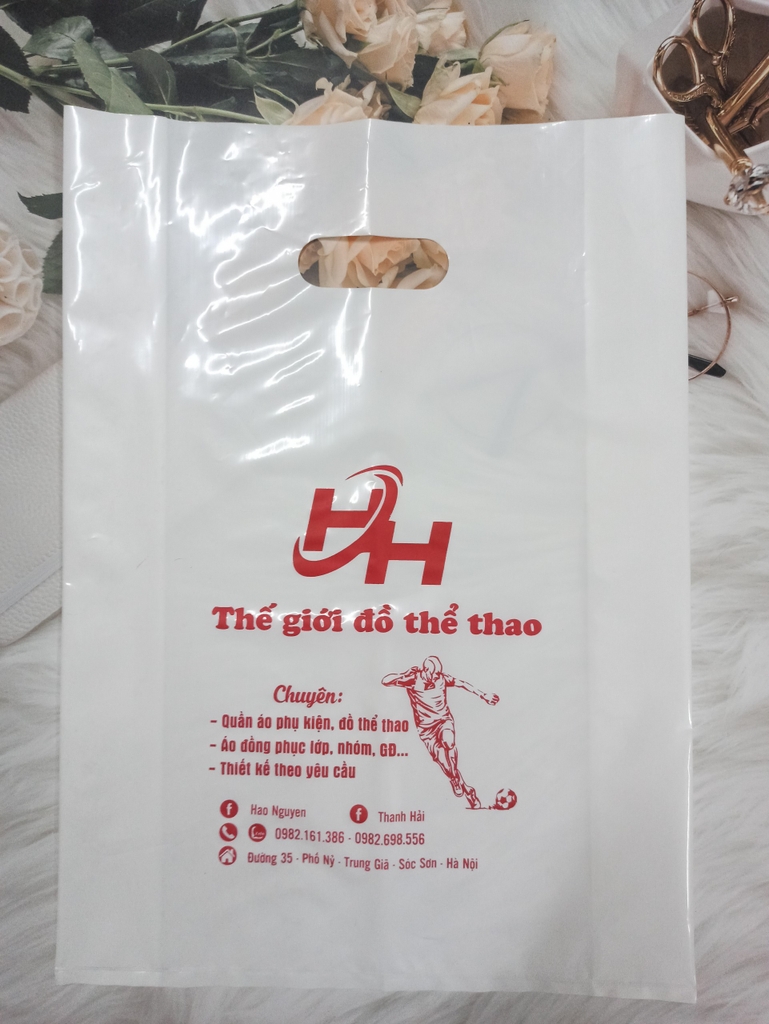 HH
Thế giới đồ thể thao
Chuyên:
- Quần áo phụ kiện, đồ thể thao
- Áo đồng phục lớp, nhóm, GĐ...
- Thiết kế theo yêu cầu
Hao Nguyen Thanh Hải
0982.161.386 - 0982.698.556
Đường 35 - Phố Nỷ - Trung Giã - Sóc Sơn - Hà Nội